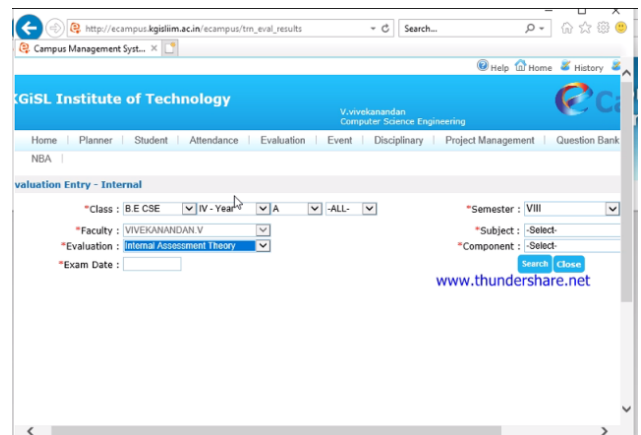 http://ecampus.kgisliim.ac.in/ecampus/trn_eval_results
Search...
Campus Management Syst...
Help Home History
KGiSL Institute of Technology
V.vivekanandan
Computer Science Engineering
Home | Planner | Student | Attendance | Evaluation | Event | Disciplinary | Project Management | Question Bank
NBA |
valuation Entry - Internal
*Class : B.E CSE IV - Year A -ALL- *Semester : VIII
*Faculty : VIVEKANANDAN.V *Subject : -Select-
*Evaluation : Internal Assessment Theory *Component : -Select-
*Exam Date : Search Close
www.thundershare.net